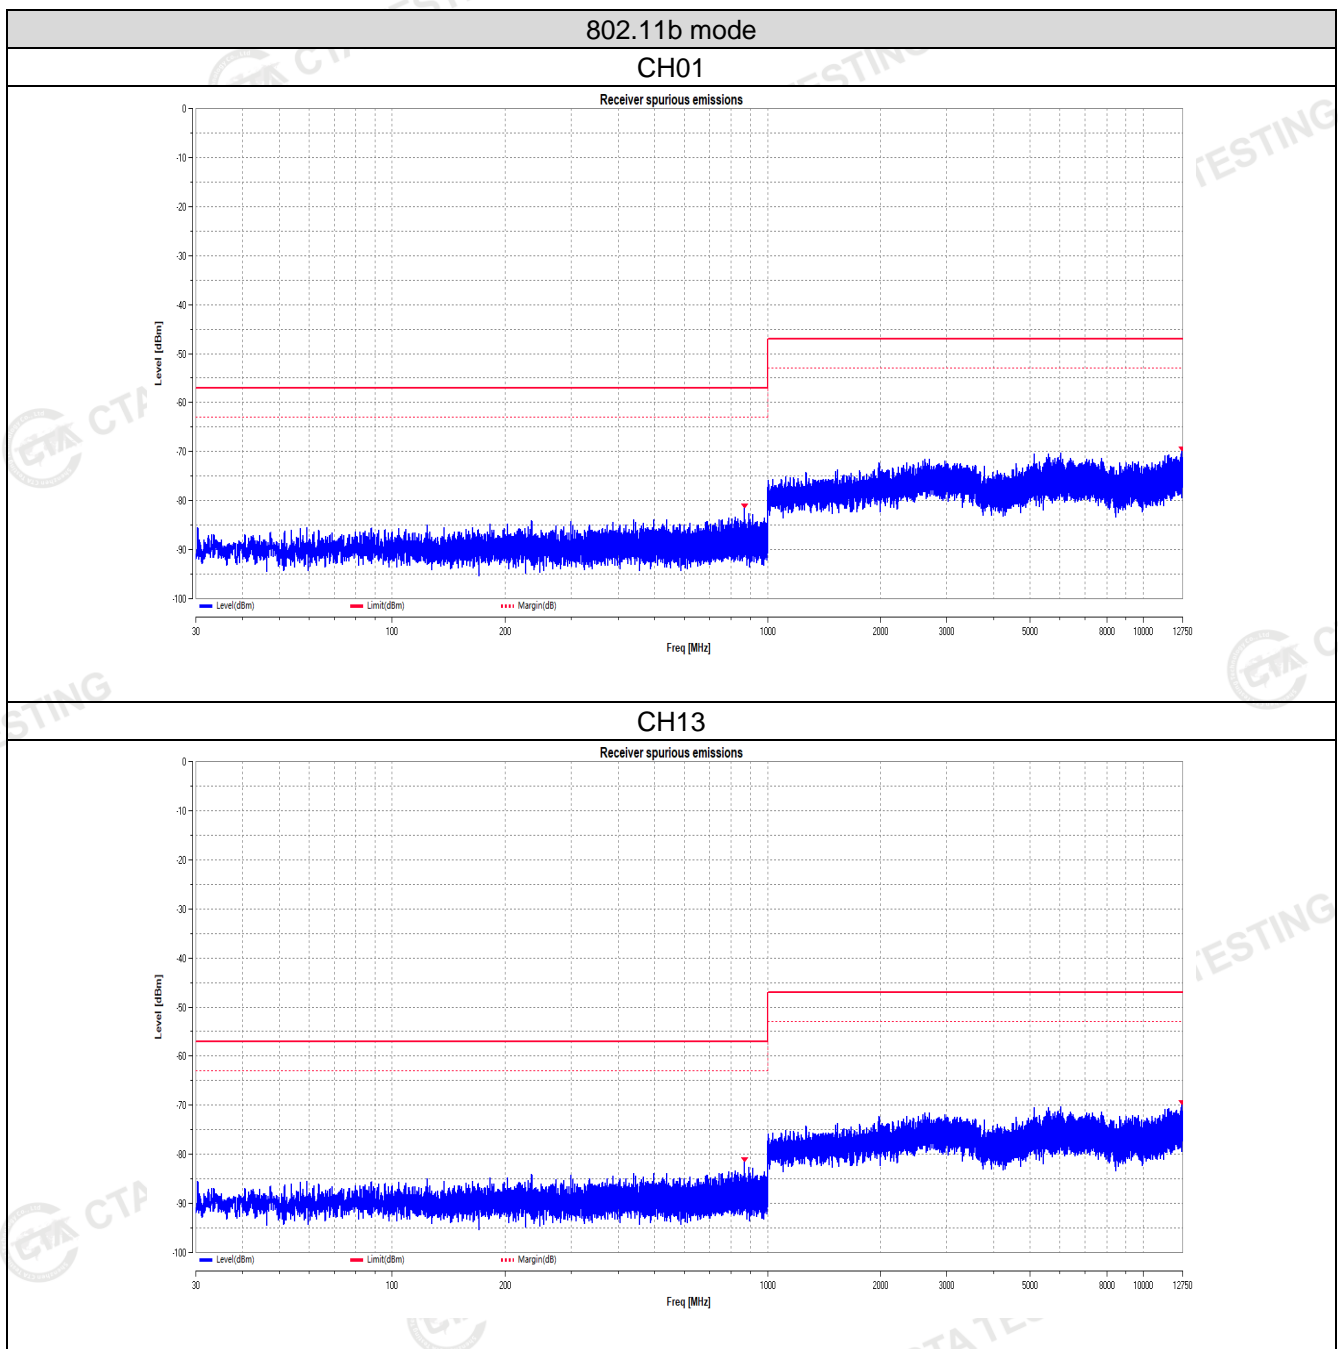 802.11b mode
CH01
Receiver spurious emissions
0
-10
-20
-30
-40
-50
-60
-70
-80
-90
-100
Level [dBm]
Level(dBm) Limit(dBm) Margin(dB)
30 100 200 1000 2000 3000 5000 8000 10000 12750
Freq [MHz]
CH13
Receiver spurious emissions
0
-10
-20
-30
-40
-50
-60
-70
-80
-90
-100
Level [dBm]
Level(dBm) Limit(dBm) Margin(dB)
30 100 200 1000 2000 3000 5000 8000 10000 12750
Freq [MHz]